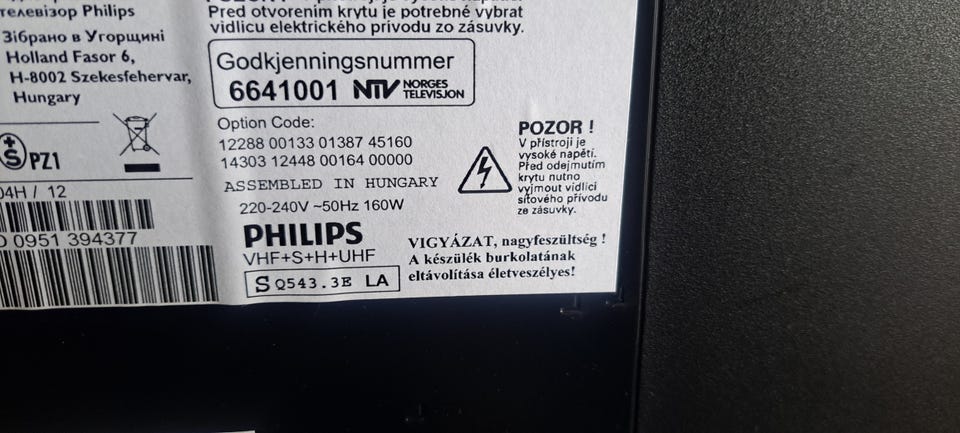 телевізор Philips
Зібрано в Угорщині
Holland Fasor 6,
H-8002 Szekesfehervar,
Hungary
Pred otvorením krytu je potrebné vybrat
vidlicu elektrického prívodu zo zásuvky.
Godkjenningsnummer
6641001 NTV NORGES
TELEVISJON
Option Code:
12288 00133 01387 45160
14303 12448 00164 00000
ASSEMBLED IN HUNGARY
220-240V ~50Hz 160W
PHILIPS
VHF+S+H+UHF
S Q543.3E LA
POZOR !
V přístroji je
vysoké napětí.
Před odejmutím
krytu nutno
vyjmout vidlici
síťového přívodu
ze zásuvky.
VIGYÁZAT, nagyfeszültség !
A készülék burkolatának
eltávolítása életveszélyes!
S PZ1
04H / 12
0951 394377